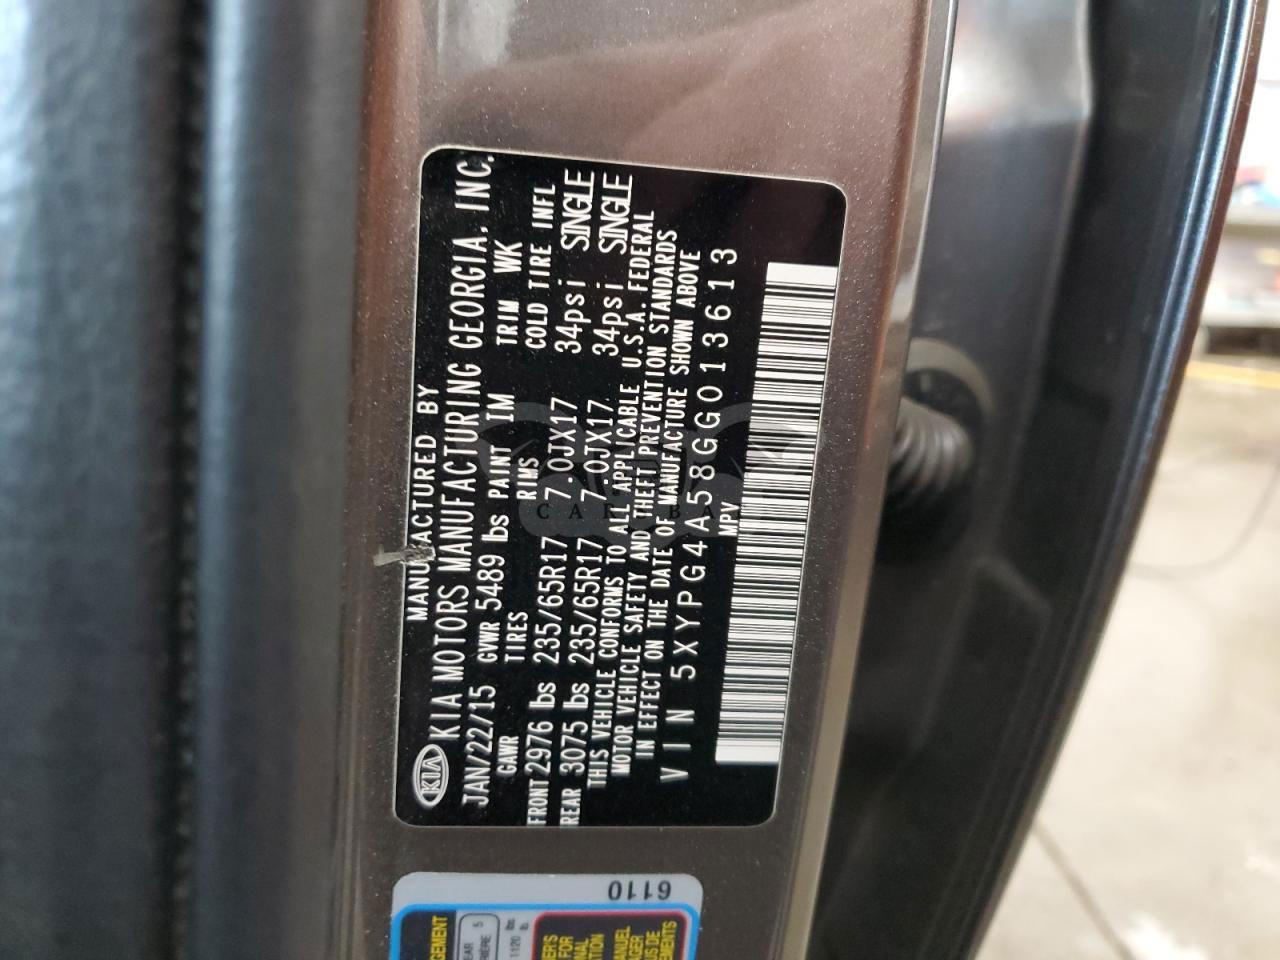 MANUFACTURED BY
KIA KIA MOTORS MANUFACTURING GEORGIA, INC.
JAN/22/15 GVWR 5489 lbs PAINT IM TRIM WK
GAWR TIRES RIMS COLD TIRE INFL
FRONT 2976 lbs 235/65R17 7.0JX17 34psi SINGLE
REAR 3075 lbs 235/65R17 7.0JX17 34psi SINGLE
THIS VEHICLE CONFORMS TO ALL APPLICABLE U.S.A. FEDERAL
MOTOR VEHICLE SAFETY AND THEFT PREVENTION STANDARDS
IN EFFECT ON THE DATE OF MANUFACTURE SHOWN ABOVE
VIN 5XYPG4A58GG013613
MPV
6110